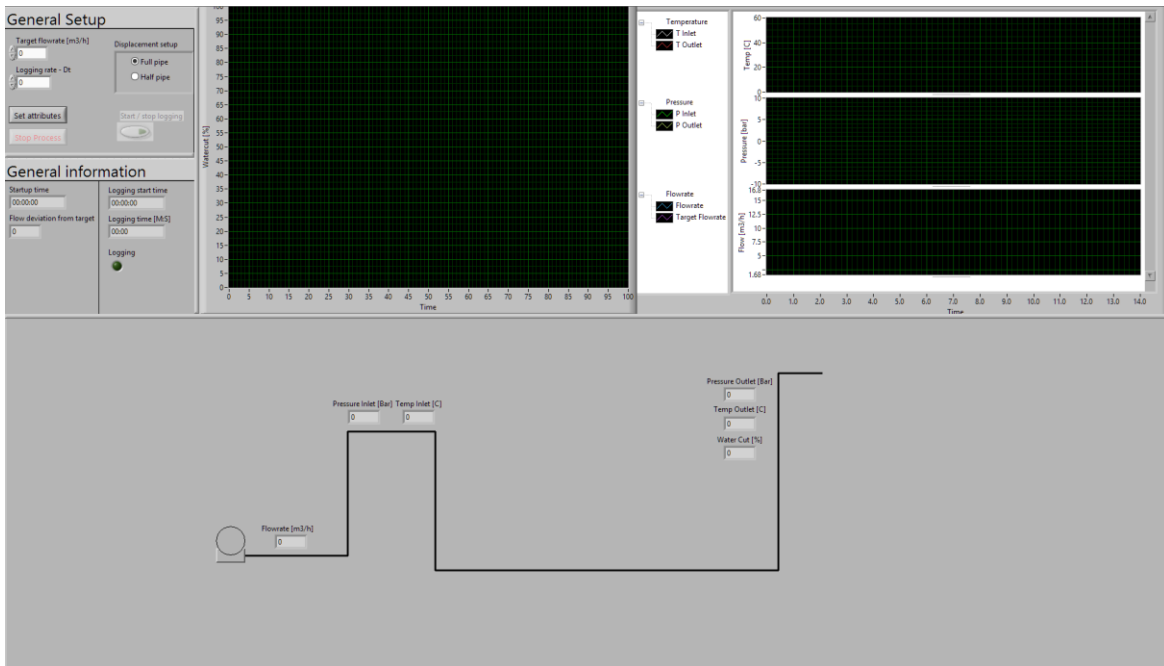 General Setup
Target flowrate [m3/h]
0
Logging rate - Dt
0
Displacement setup
Full pipe
Half pipe
Set attributes
Start / stop logging
Stop Process
General information
Startup time
00:00:00
Flow deviation from target
0
Logging start time
00:00:00
Logging time [M:S]
00:00
Logging
Watercut [%]
100
95
90
85
80
75
70
65
60
55
50
45
40
35
30
25
20
15
10
5
0
0 5 10 15 20 25 30 35 40 45 50 55 60 65 70 75 80 85 90 95 100
Time
Temperature
T Inlet
T Outlet
Pressure
P Inlet
P Outlet
Flowrate
Flowrate
Target Flowrate
Temp [C]
60
40
20
0
Pressure [bar]
10
5
0
-5
-10
Flow [m3/h]
16.8
15
12.5
10
7.5
5
1.68
0.0 1.0 2.0 3.0 4.0 5.0 6.0 7.0 8.0 9.0 10.0 11.0 12.0 13.0 14.0
Time
Pressure Outlet [Bar]
0
Temp Outlet [C]
0
Water Cut [%]
0
Pressure Inlet [Bar] Temp Inlet [C]
0 0
Flowrate [m3/h]
0